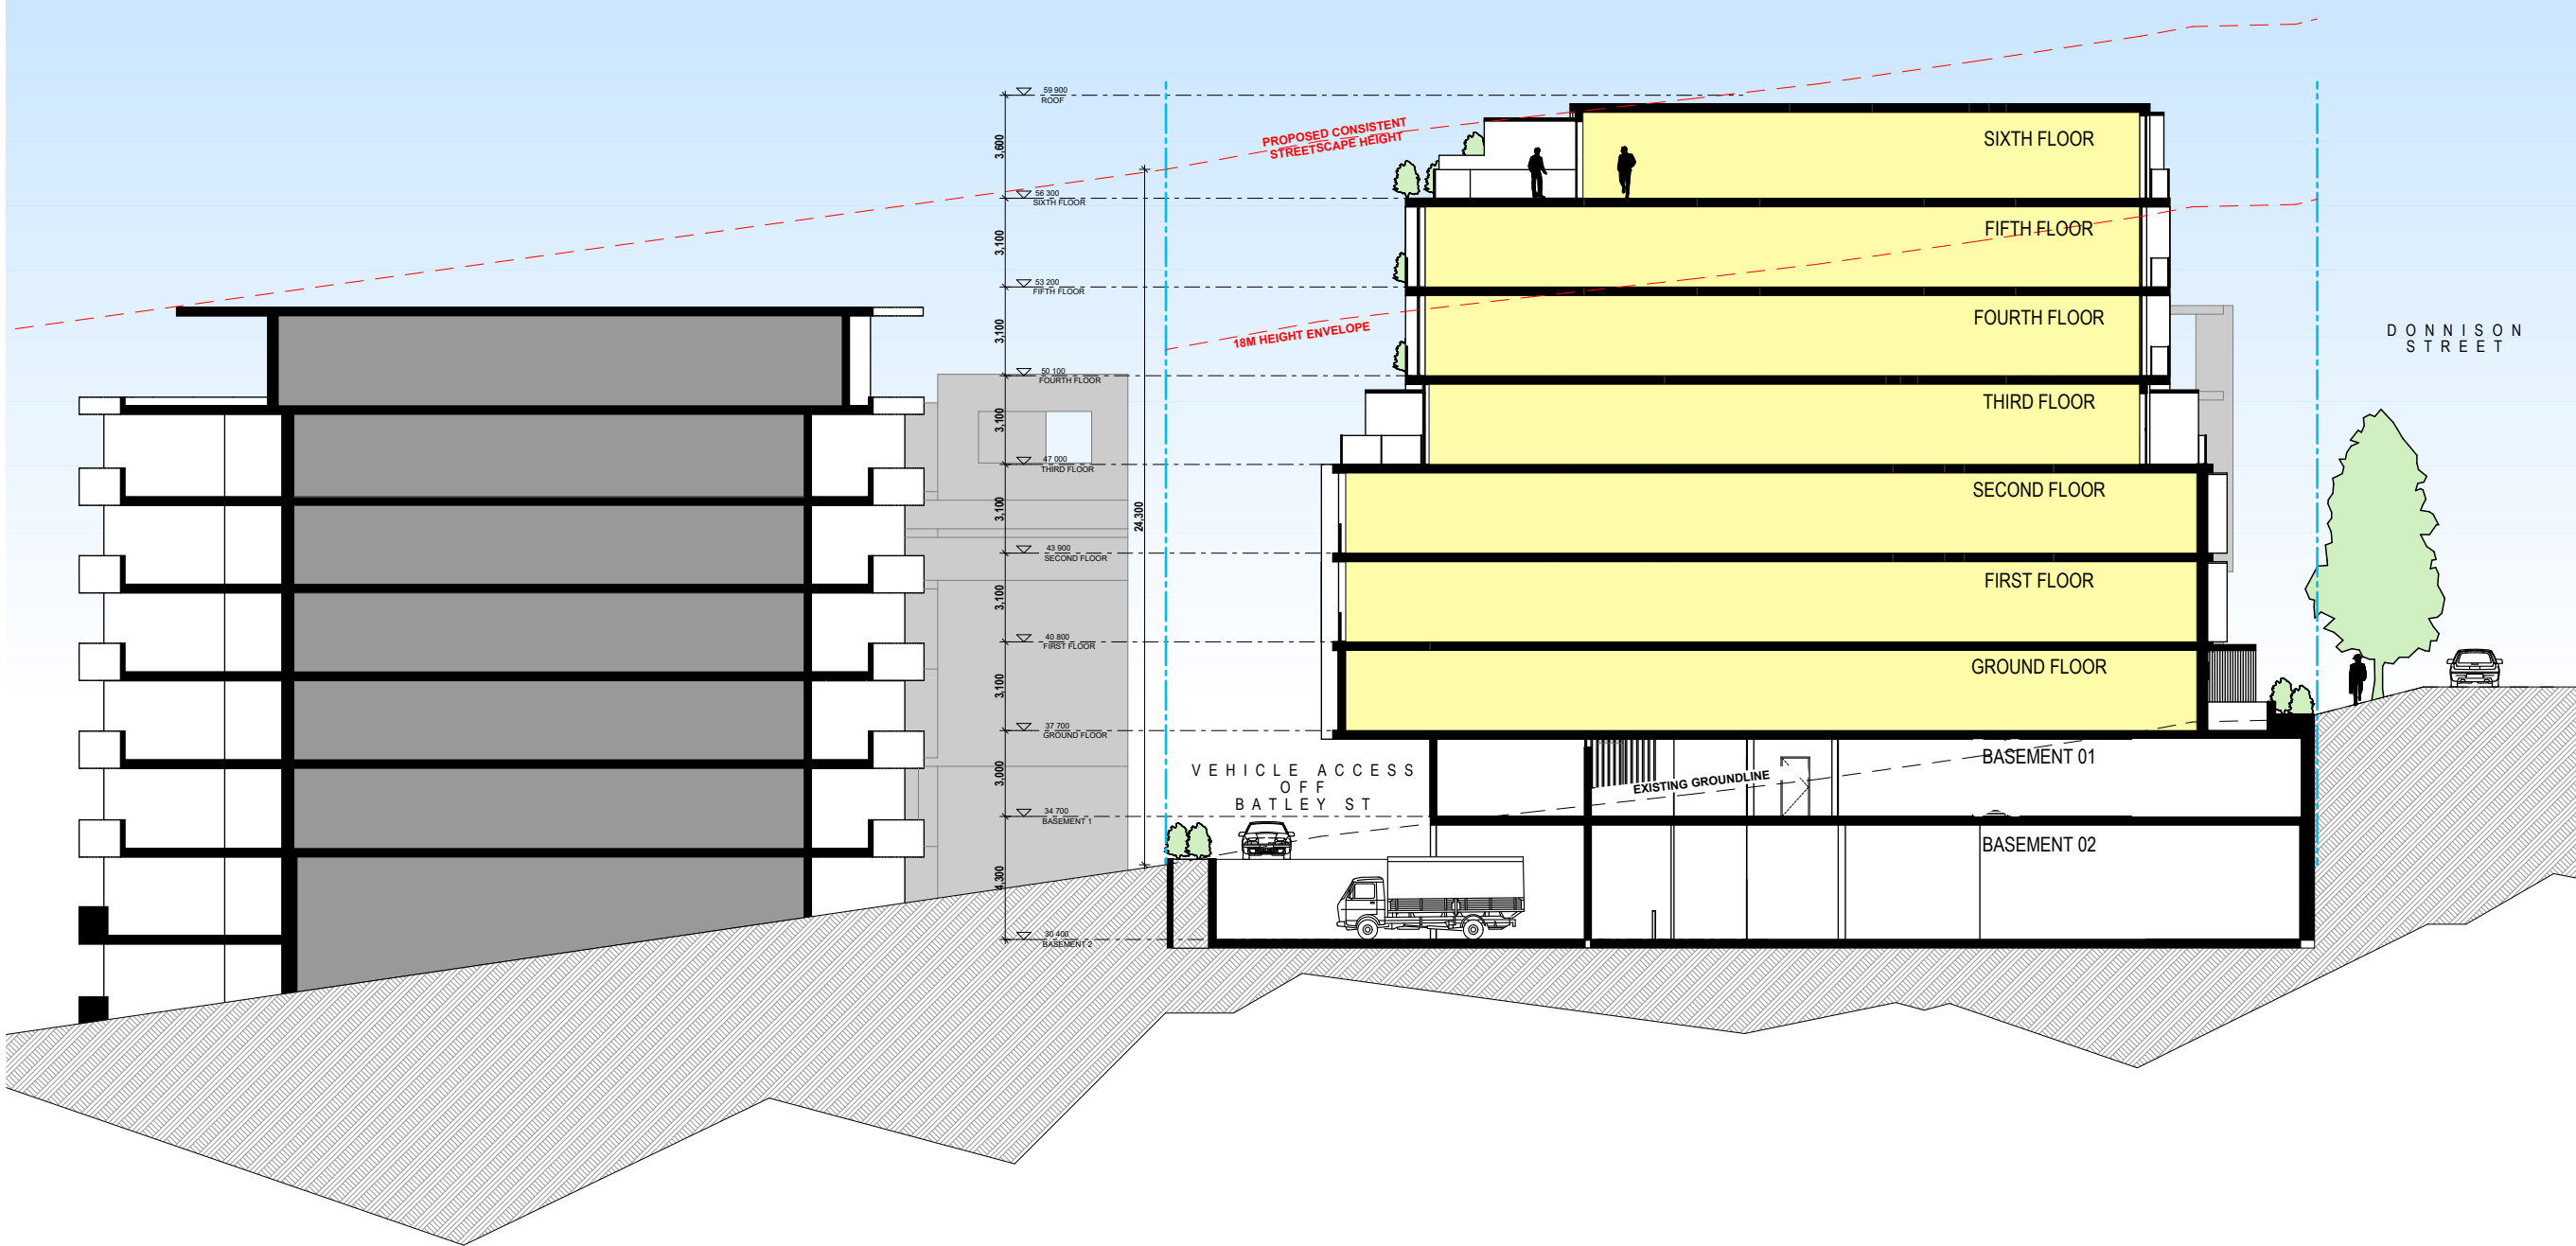 59 900
ROOF
3,600
PROPOSED CONSISTENT
STREETSCAPE HEIGHT
SIXTH FLOOR
56 300
SIXTH FLOOR
3,100
FIFTH FLOOR
53 200
FIFTH FLOOR
3,100
18M HEIGHT ENVELOPE
FOURTH FLOOR
DONNISON
STREET
50 100
FOURTH FLOOR
3,100
THIRD FLOOR
47 000
THIRD FLOOR
3,100
24,300
SECOND FLOOR
43 900
SECOND FLOOR
3,100
FIRST FLOOR
40 800
FIRST FLOOR
3,100
GROUND FLOOR
37 700
GROUND FLOOR
3,000
VEHICLE ACCESS
OFF
BATLEY ST
EXISTING GROUNDLINE
BASEMENT 01
34 700
BASEMENT 1
4,300
BASEMENT 02
30 400
BASEMENT 2